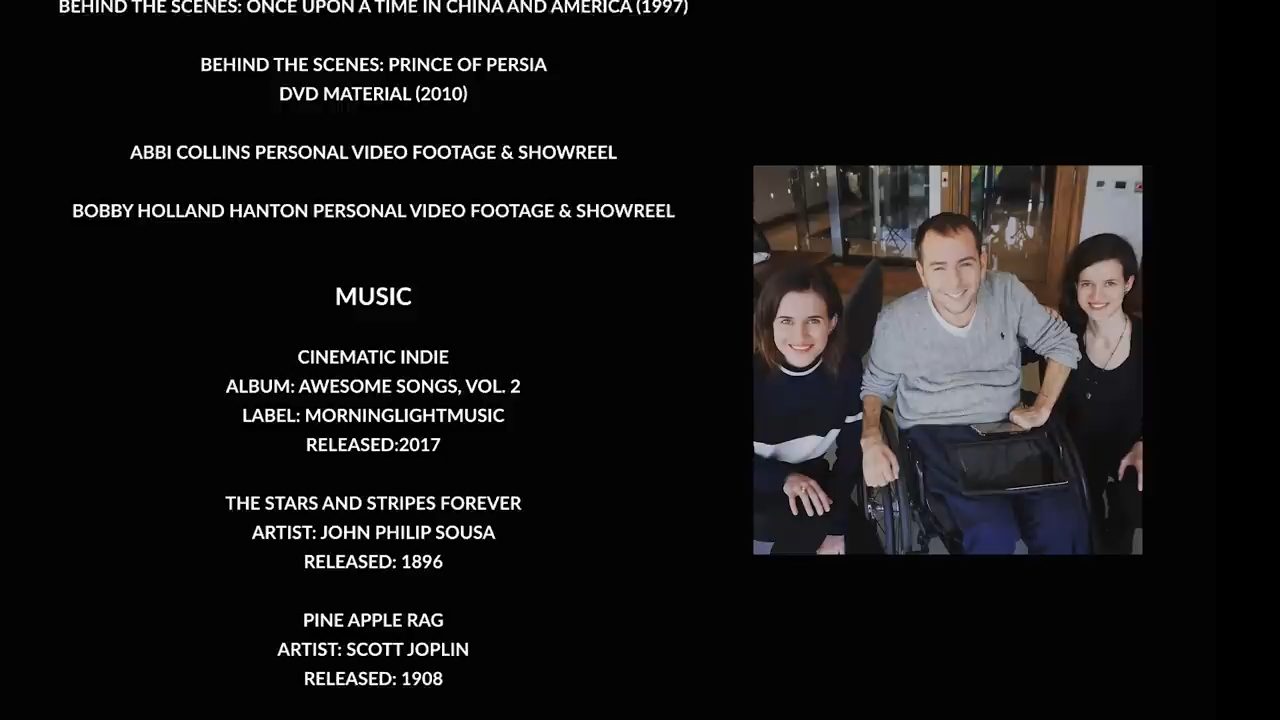 BEHIND THE SCENES: ONCE UPON A TIME IN CHINA AND AMERICA (1997)
BEHIND THE SCENES: PRINCE OF PERSIA
DVD MATERIAL (2010)
ABBI COLLINS PERSONAL VIDEO FOOTAGE & SHOWREEL
BOBBY HOLLAND HANTON PERSONAL VIDEO FOOTAGE & SHOWREEL
MUSIC
CINEMATIC INDIE
ALBUM: AWESOME SONGS, VOL. 2
LABEL: MORNINGLIGHTMUSIC
RELEASED:2017
THE STARS AND STRIPES FOREVER
ARTIST: JOHN PHILIP SOUSA
RELEASED: 1896
PINE APPLE RAG
ARTIST: SCOTT JOPLIN
RELEASED: 1908